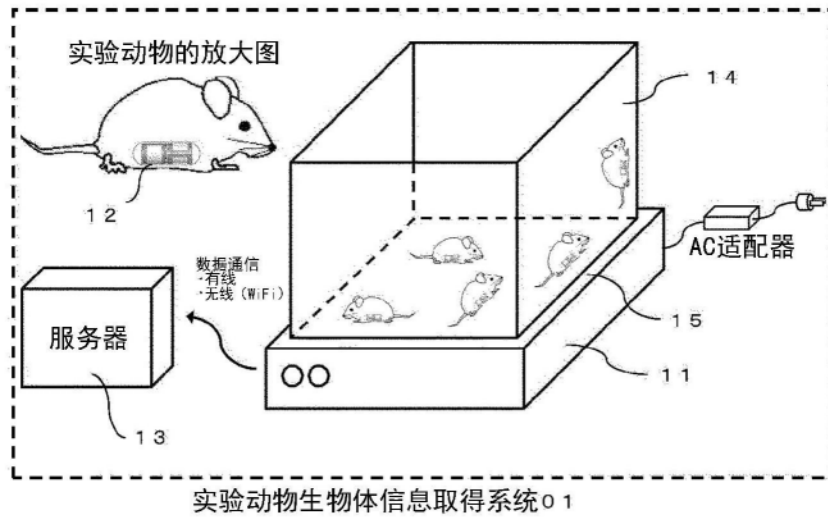 实验动物的放大图
14
12
AC适配器
数据通信
·有线
·无线（WiFi）
15
服务器
11
13
实验动物生物体信息取得系统01